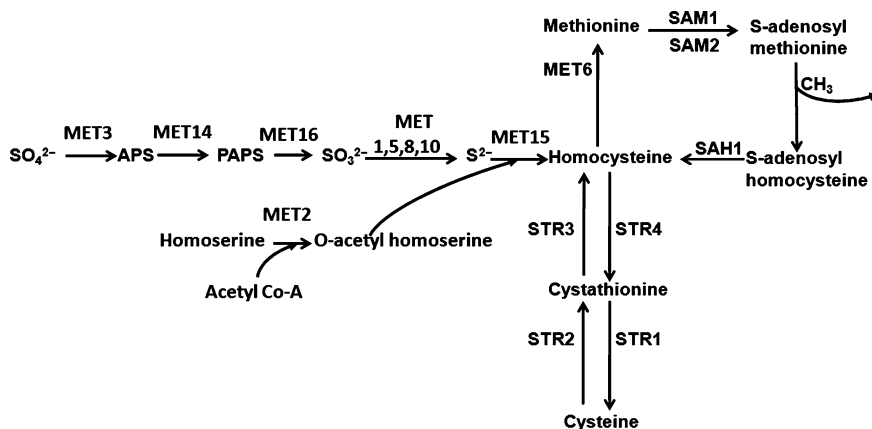 Methionine
SAM1
SAM2
S-adenosyl
methionine
MET6
CH₃
MET3
MET14
MET16
MET
1,5,8,10
MET15
SO₄²⁻
APS
PAPS
SO₃²⁻
S²⁻
Homocysteine
SAH1
S-adenosyl
homocysteine
MET2
Homoserine
O-acetyl homoserine
STR3
STR4
Acetyl Co-A
Cystathionine
STR2
STR1
Cysteine